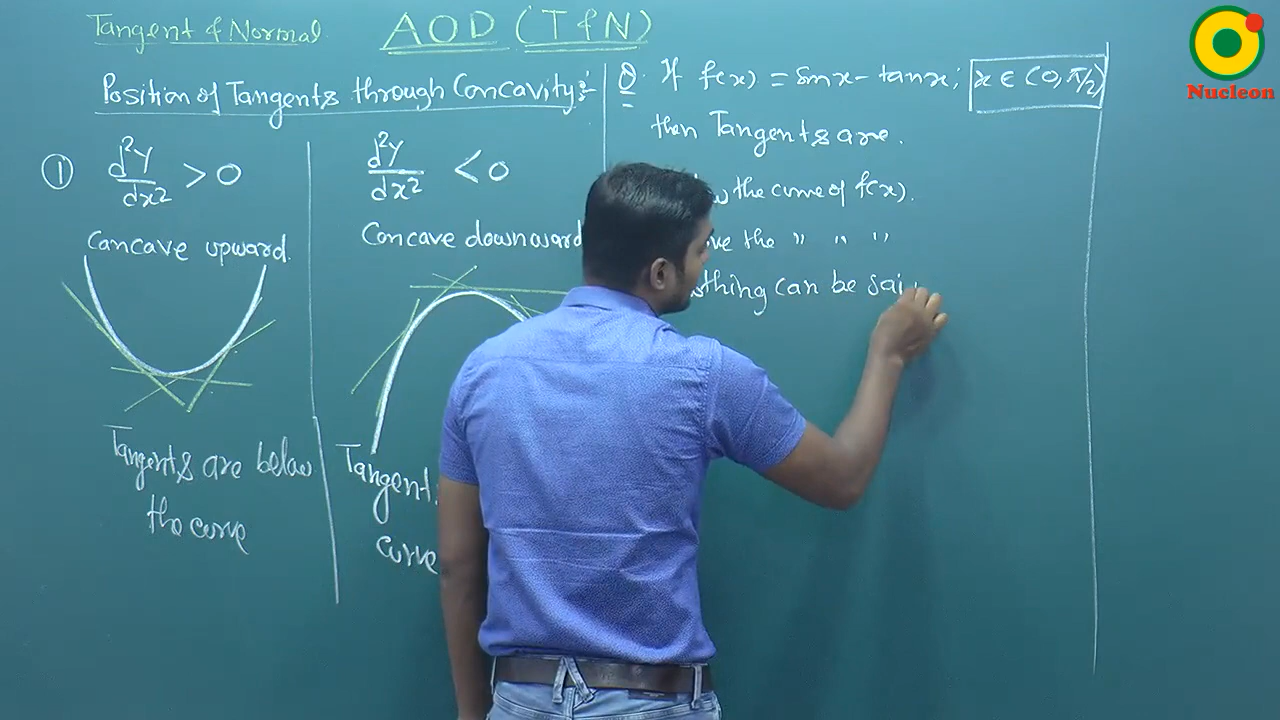 Tangent & Normal.
AOD (T & N)
Position of Tangents through Concavity:-
① d²y/dx² > 0
Concave upward.
Tangents are below
the curve
d²y/dx² < 0
Concave downward
Tangent
curve
Q. If f(x) = sinx - tanx; x ∈ (0, π/2)
then Tangents are.
the curve of f(x).
the " " "
thing can be sai
Nucleon